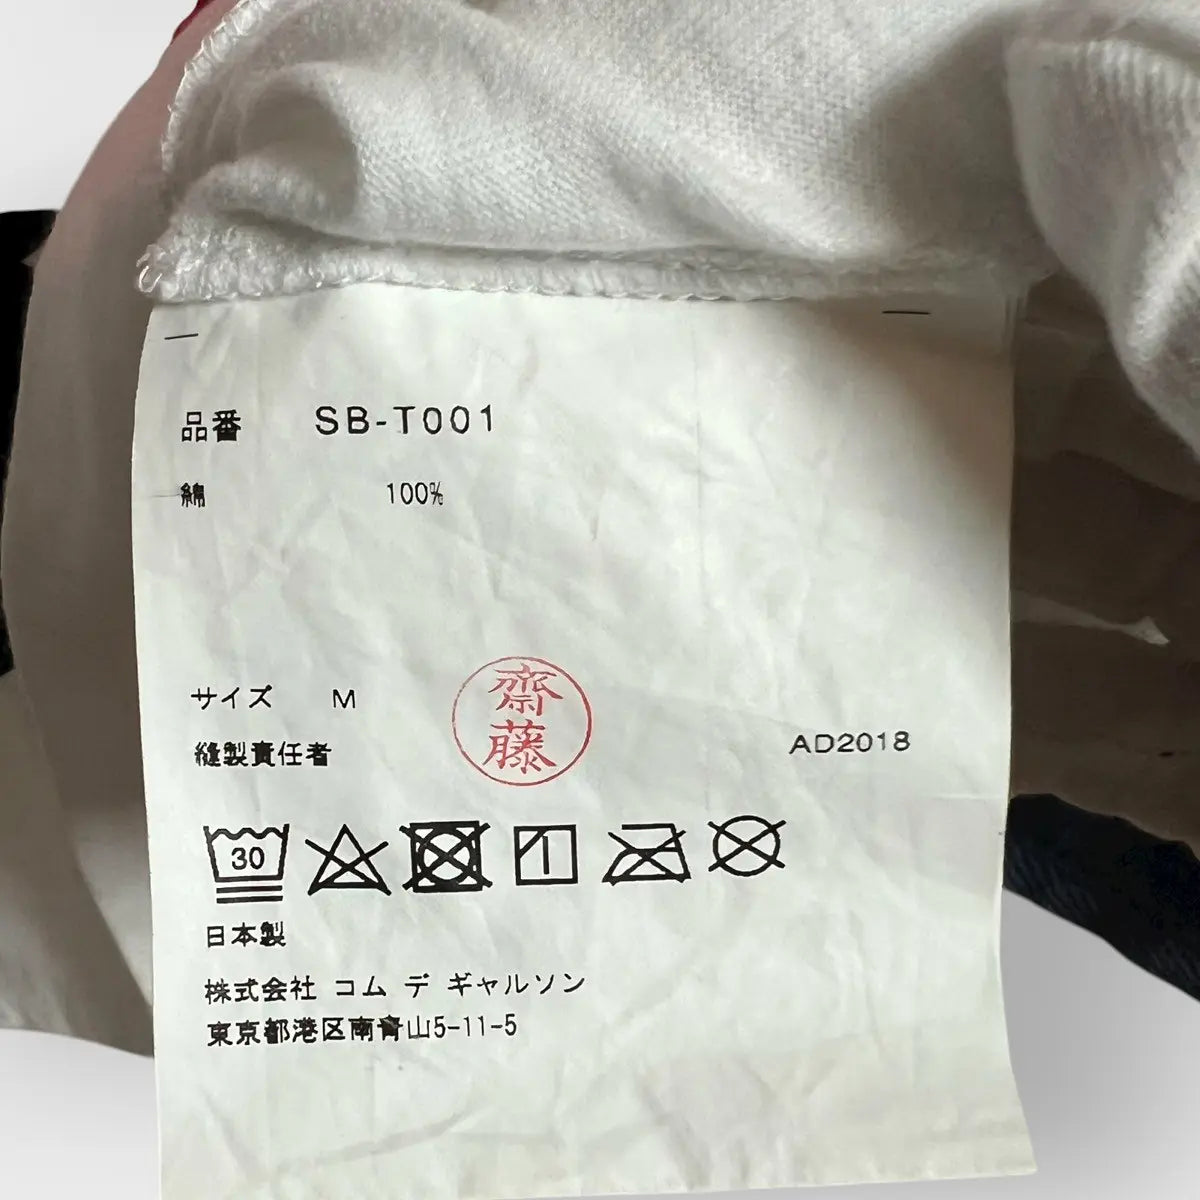 品番 SB-T001
綿 100%
サイズ M
縫製責任者
齋藤
AD2018
30
日本製
株式会社 コム デ ギャルソン
東京都港区南青山5-11-5